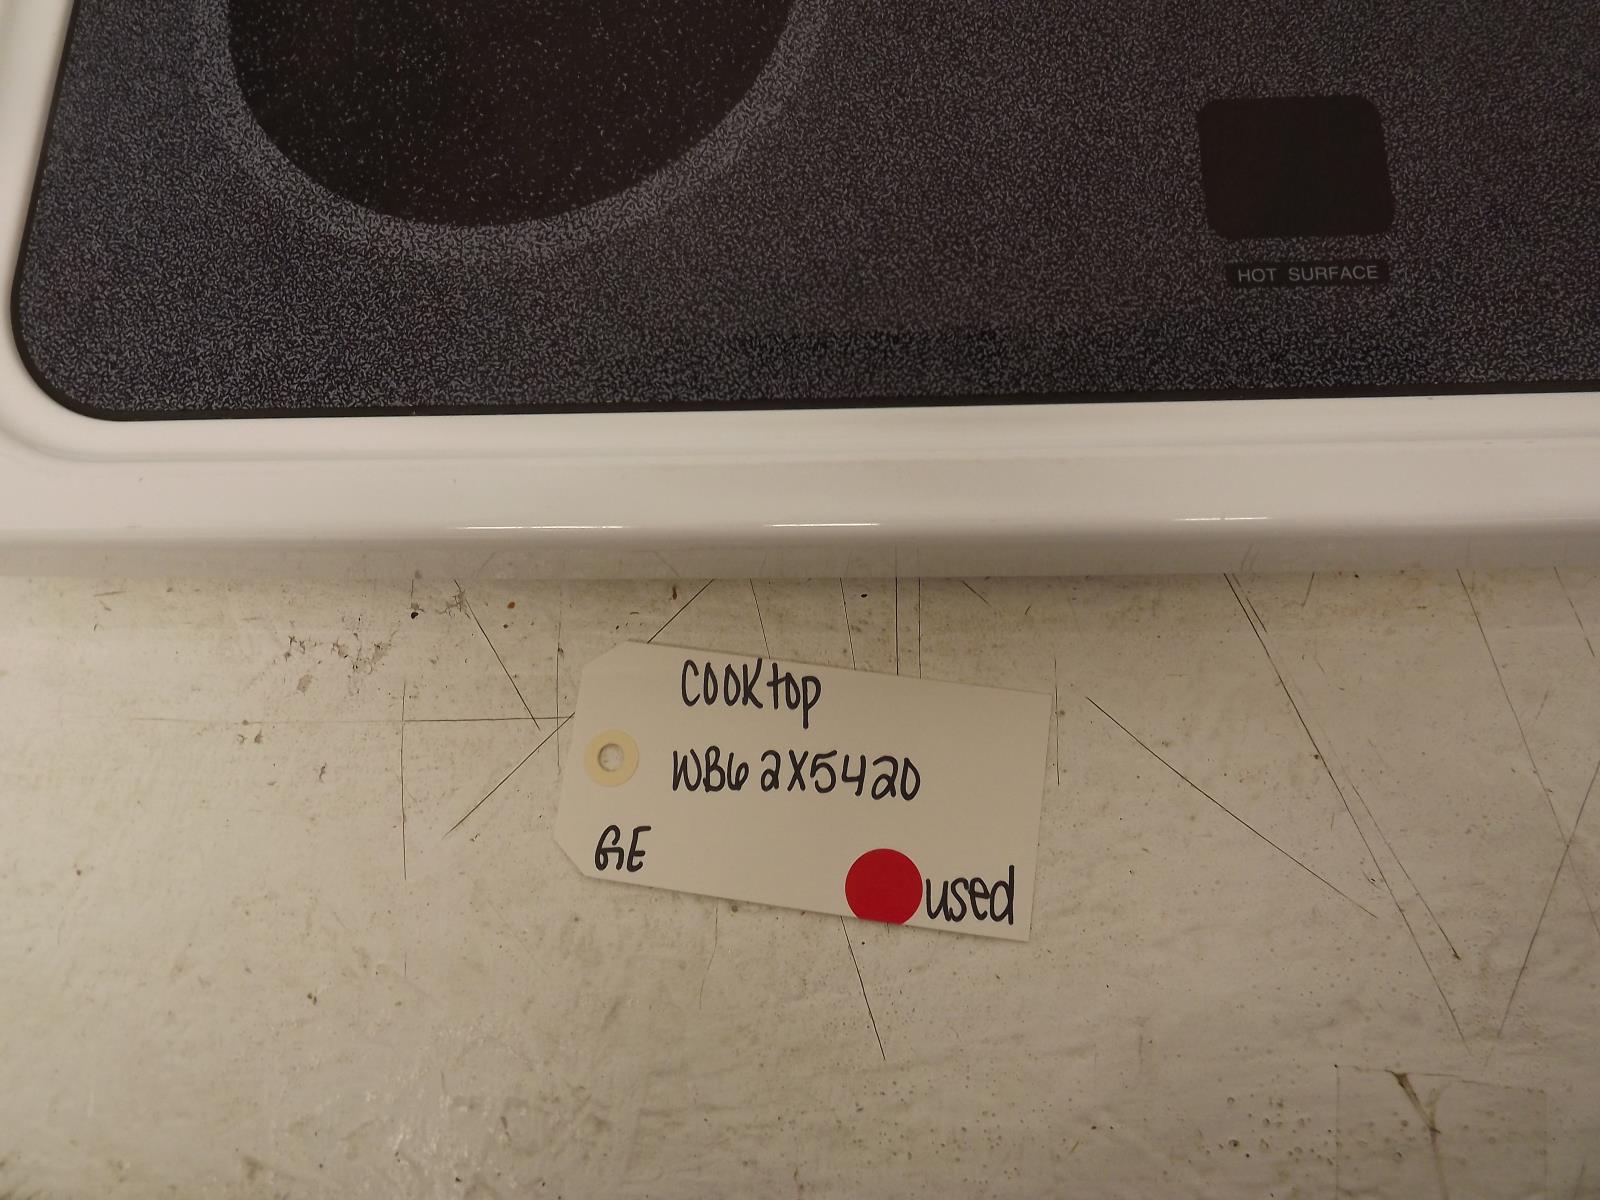 HOT SURFACE
COOKtop
WB62X5420
GE
used